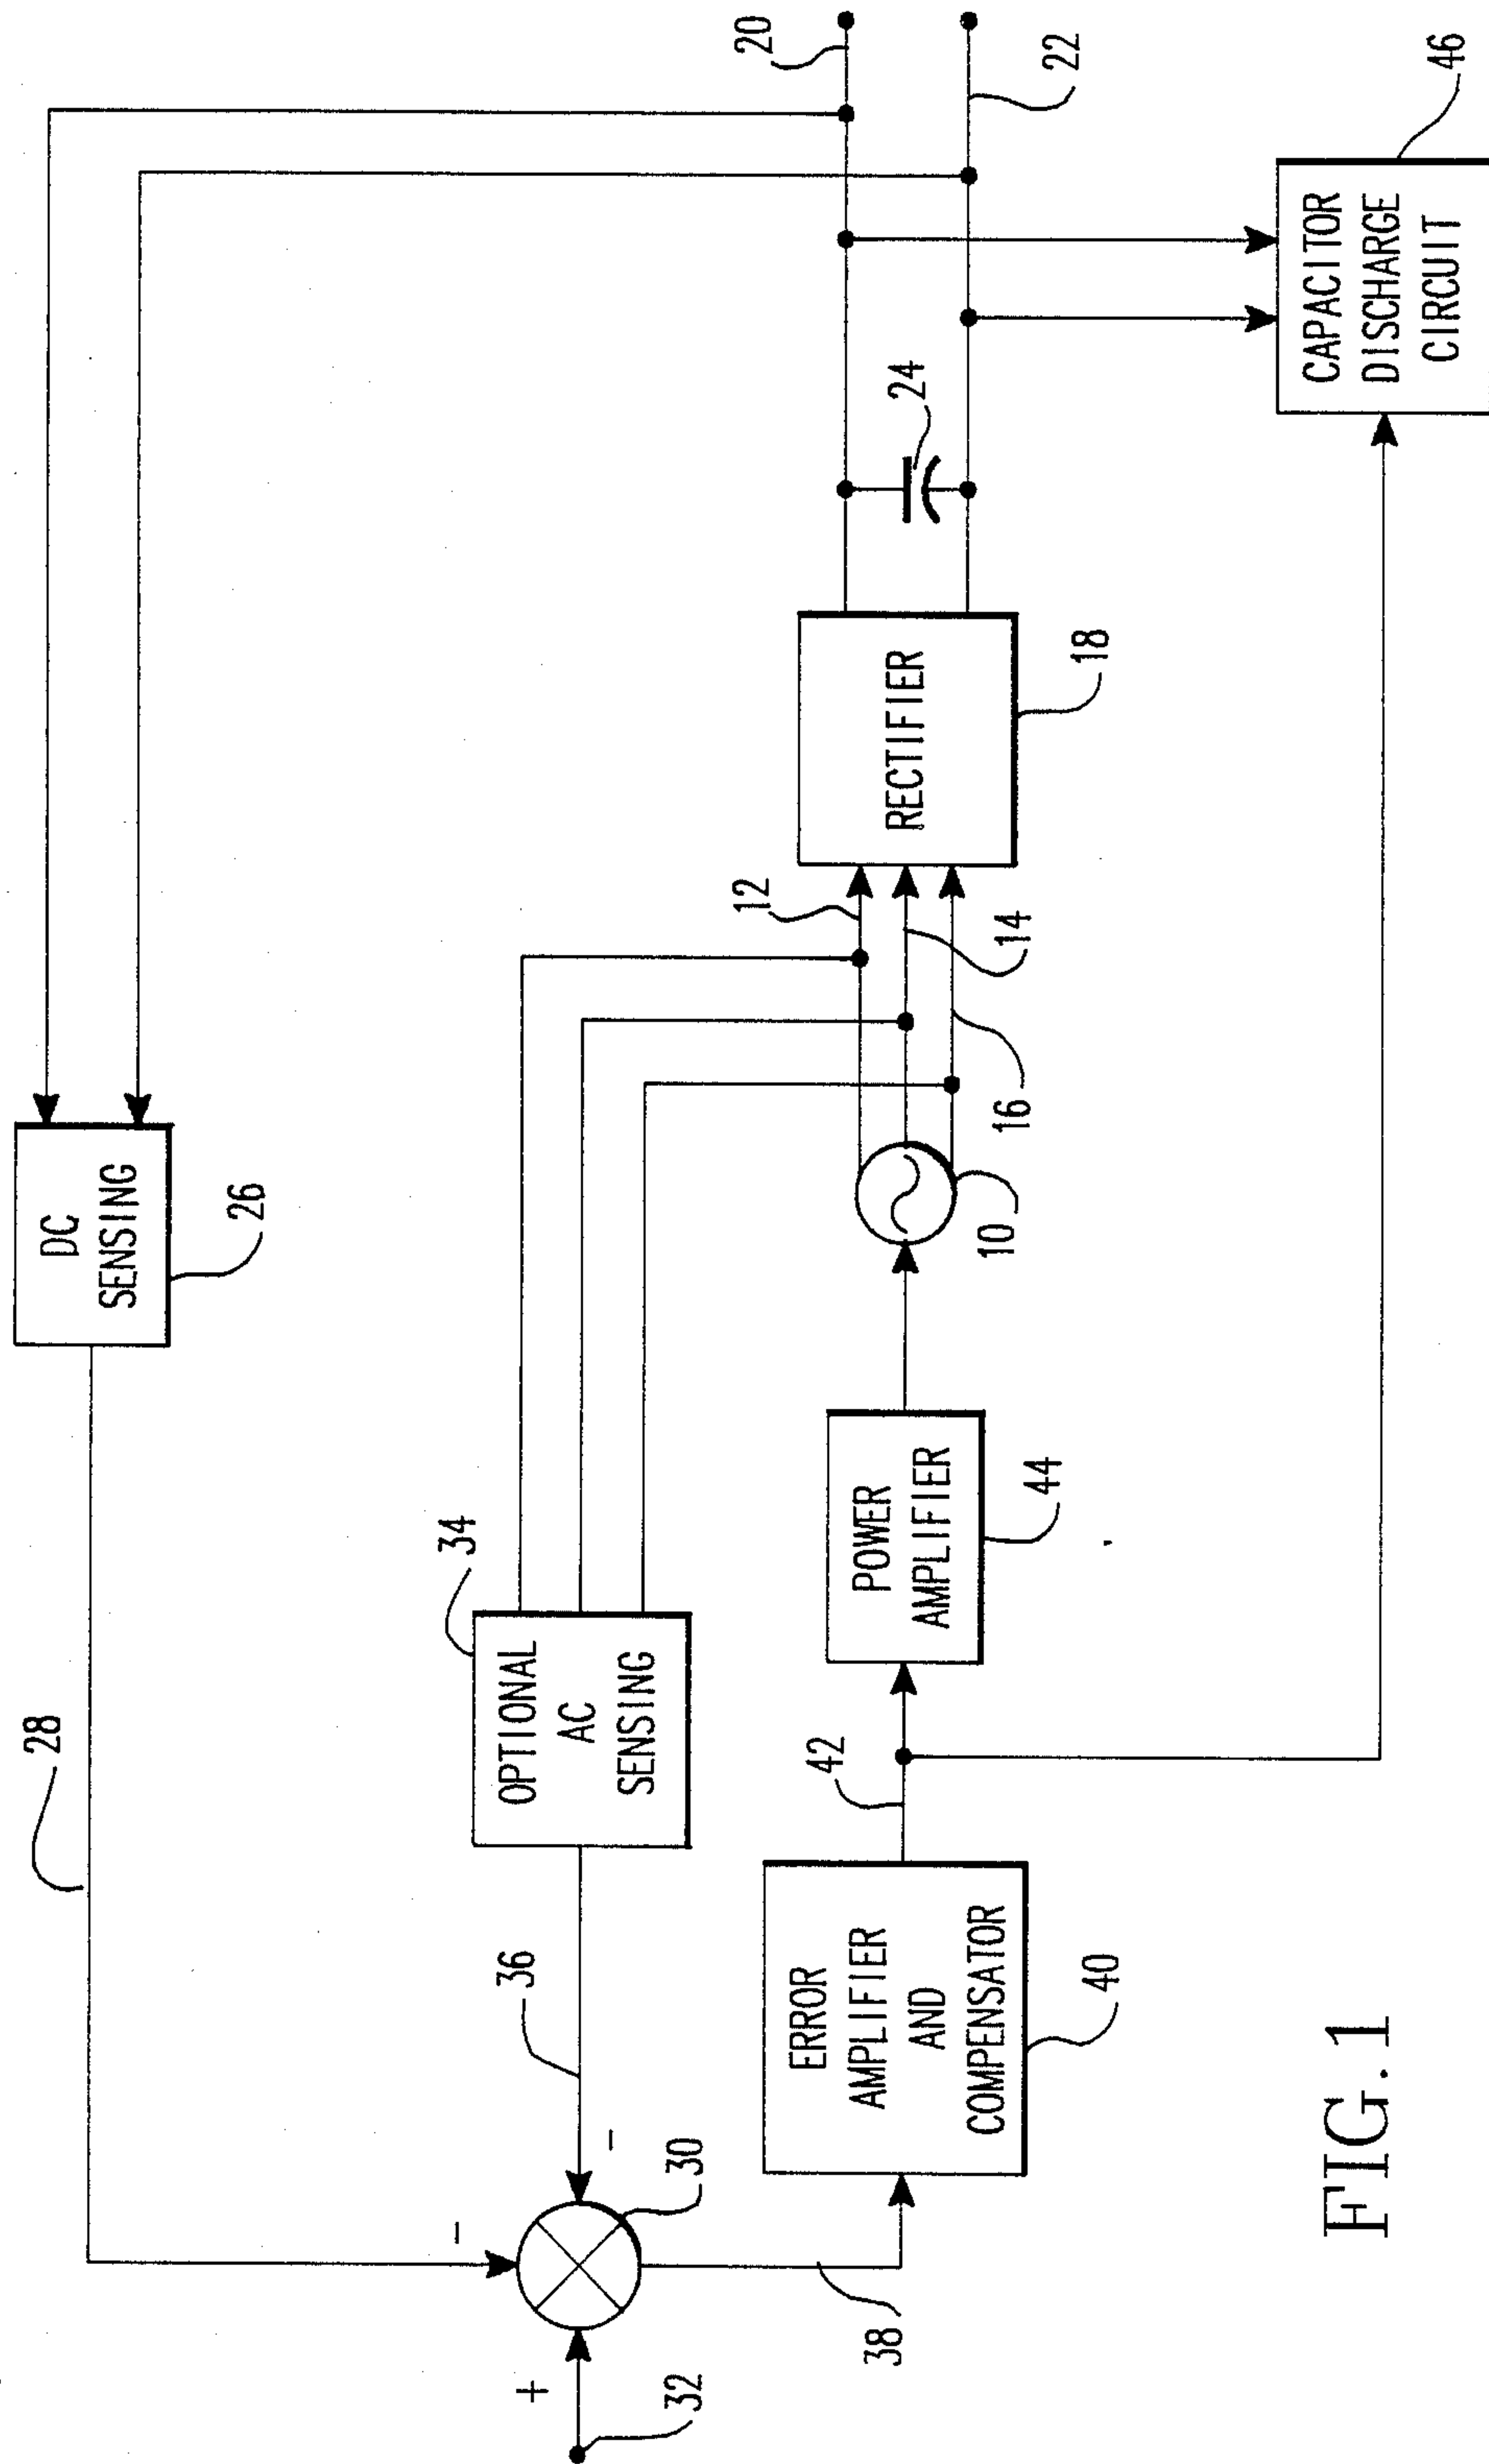 DC
SENSING
26
28
20
22
OPTIONAL
AC
SENSING
34
36
-
-
+
30
32
38
12
14
16
10
RECTIFIER
18
24
ERROR
AMPLIFIER
AND
COMPENSATOR
40
42
POWER
AMPLIFIER
44
CAPACITOR
DISCHARGE
CIRCUIT
46
FIG. 1